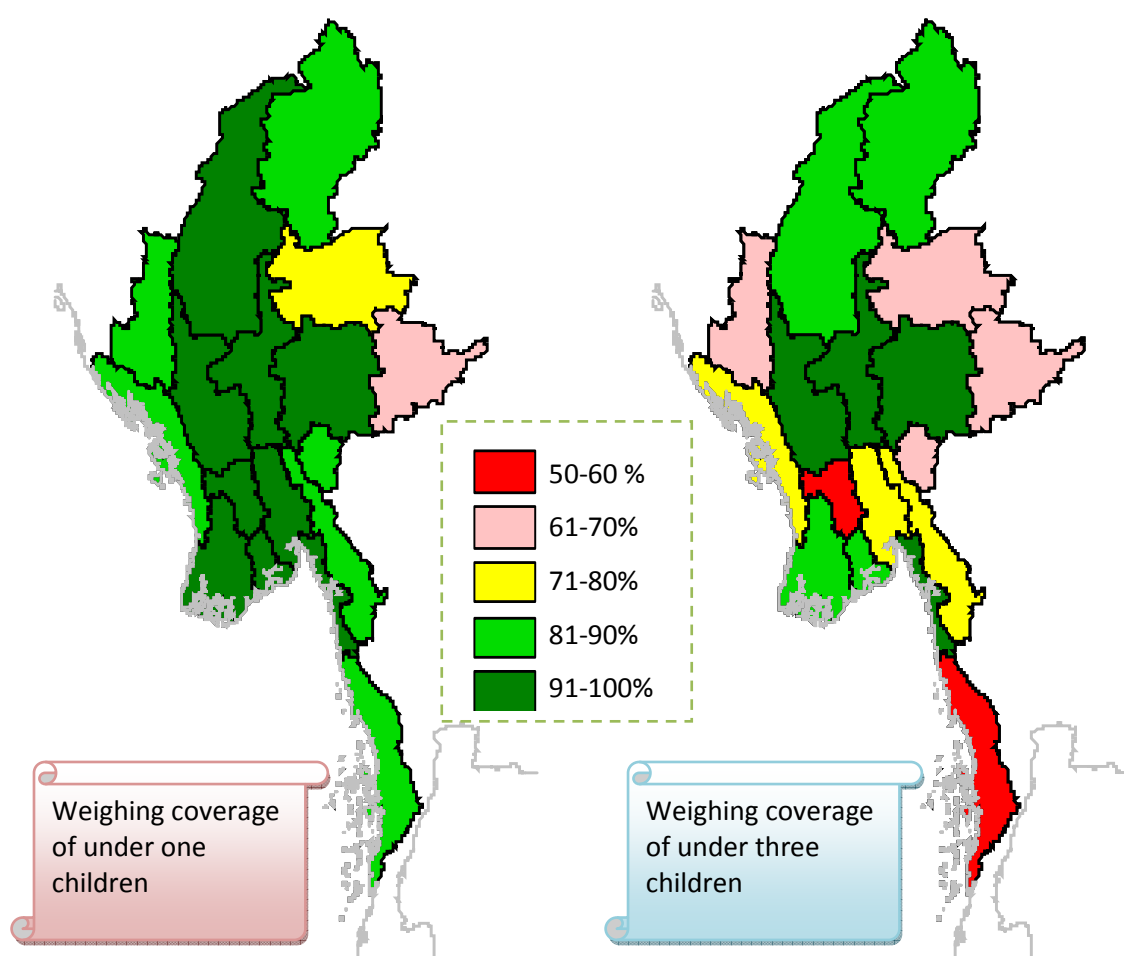 50-60 %
61-70%
71-80%
81-90%
91-100%
Weighing coverage
of under one
children
Weighing coverage
of under three
children